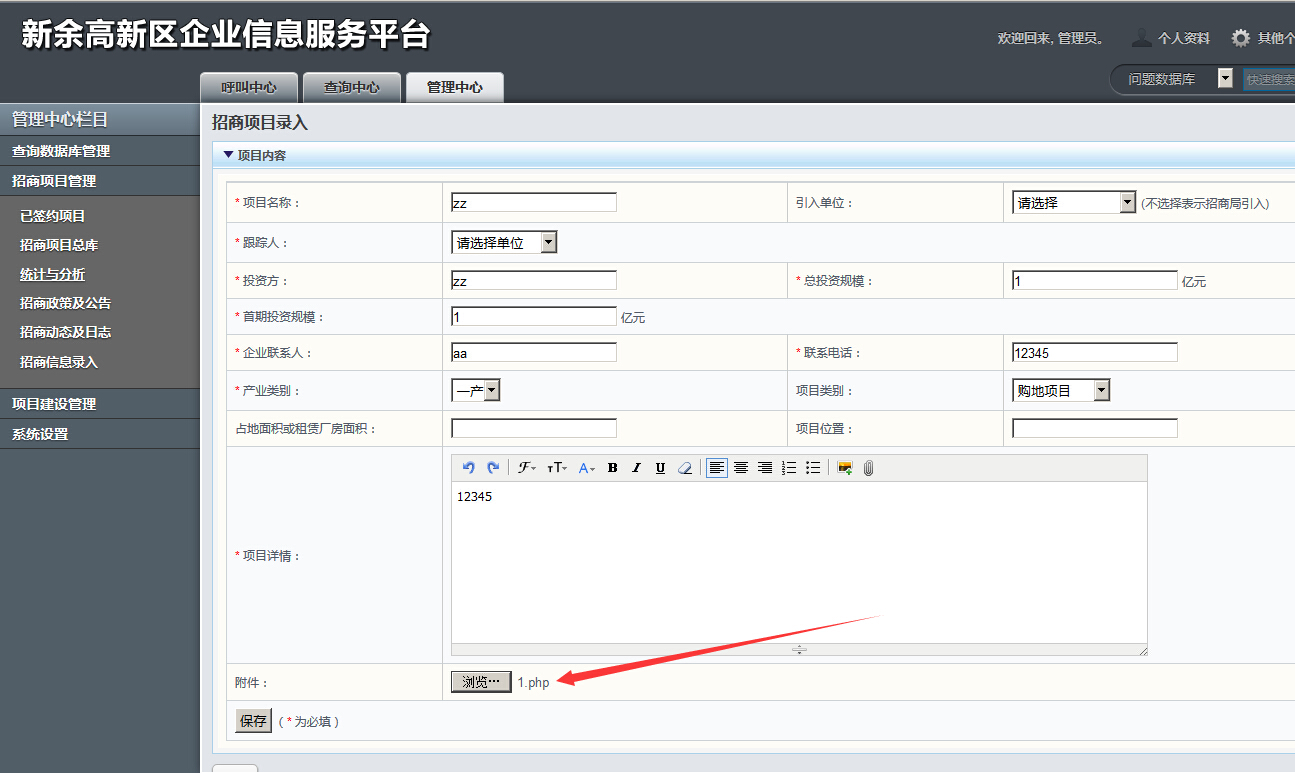 新余高新区企业信息服务平台
欢迎回来, 管理员。 个人资料 其他个
呼叫中心 查询中心 管理中心 问题数据库 快速搜索
管理中心栏目
查询数据库管理
招商项目管理
已签约项目
招商项目总库
统计与分析
招商政策及公告
招商动态及日志
招商信息录入
项目建设管理
系统设置
招商项目录入
项目内容
* 项目名称： zz 引入单位： 请选择 (不选择表示招商局引入)
* 跟踪人： 请选择单位
* 投资方： zz * 总投资规模： 1 亿元
* 首期投资规模： 1 亿元
* 企业联系人： aa * 联系电话： 12345
* 产业类别： 一产 项目类别： 购地项目
占地面积或租赁厂房面积： 项目位置：
* 项目详情：
12345
附件： 浏览… 1.php
保存 ( * 为必填 )